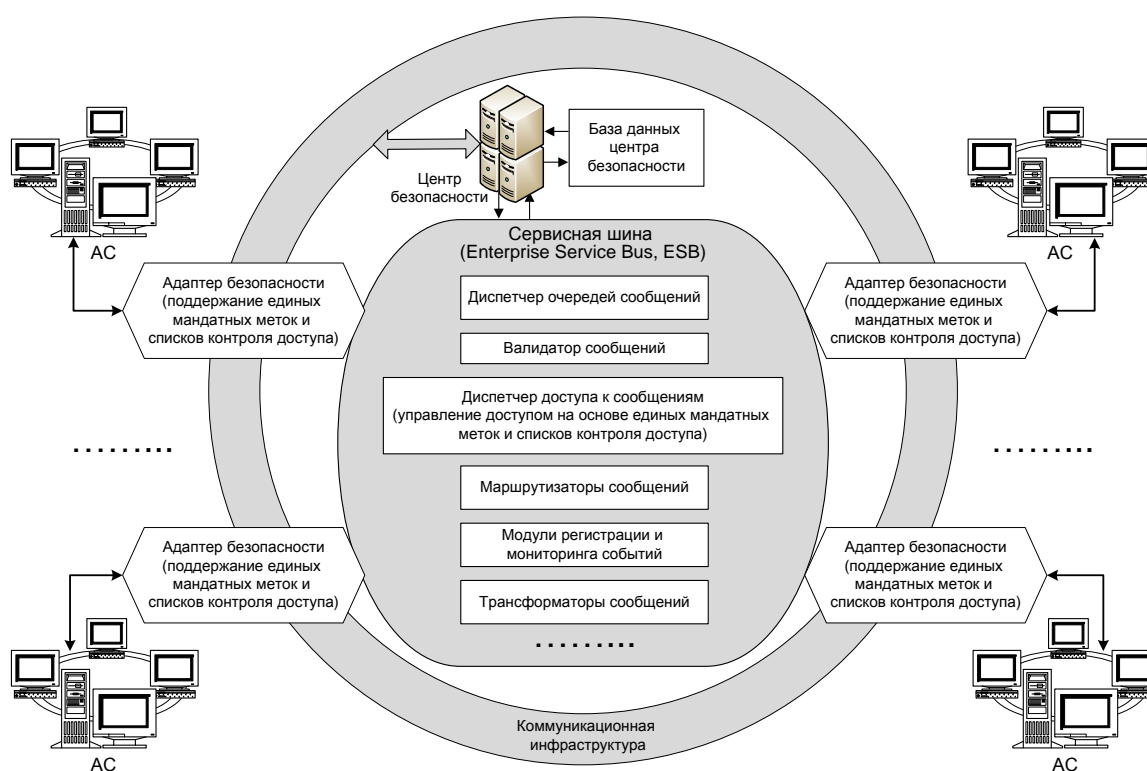 База данных
центра
безопасности
Центр
безопасности
АС
АС
Сервисная шина
(Enterprise Service Bus, ESB)
Адаптер безопасности
(поддержание единых
мандатных меток и
списков контроля доступа)
Диспетчер очередей сообщений
Адаптер безопасности
(поддержание единых
мандатных меток и
списков контроля доступа)
Валидатор сообщений
Диспетчер доступа к сообщениям
(управление доступом на основе единых мандатных
меток и списков контроля доступа)
.........
.........
Маршрутизаторы сообщений
Адаптер безопасности
(поддержание единых
мандатных меток и
списков контроля доступа)
Модули регистрации и
мониторинга событий
Адаптер безопасности
(поддержание единых
мандатных меток и
списков контроля доступа)
Трансформаторы сообщений
.........
Коммуникационная
инфраструктура
АС
АС